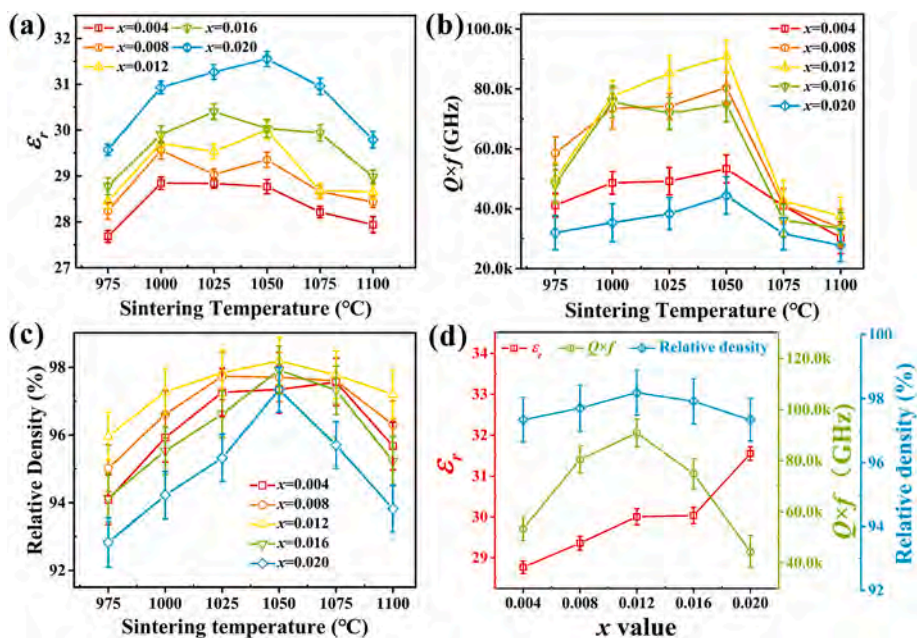 (a)
x=0.004 x=0.016
x=0.008 x=0.020
x=0.012
32
31
30
29
28
27
εr
975 1000 1025 1050 1075 1100
Sintering Temperature (°C)
(b)
x=0.004
x=0.008
x=0.012
x=0.016
x=0.020
100.0k
80.0k
60.0k
40.0k
20.0k
Q×f (GHz)
975 1000 1025 1050 1075 1100
Sintering Temperature (°C)
(c)
98
96
94
92
Relative Density (%)
x=0.004
x=0.008
x=0.012
x=0.016
x=0.020
975 1000 1025 1050 1075 1100
Sintering temperature (°C)
(d)
εr Q×f Relative density
34
33
32
31
30
29
εr
120.0k
100.0k
80.0k
60.0k
40.0k
Q×f (GHz)
100
98
96
94
92
Relative density (%)
0.004 0.008 0.012 0.016 0.020
x value